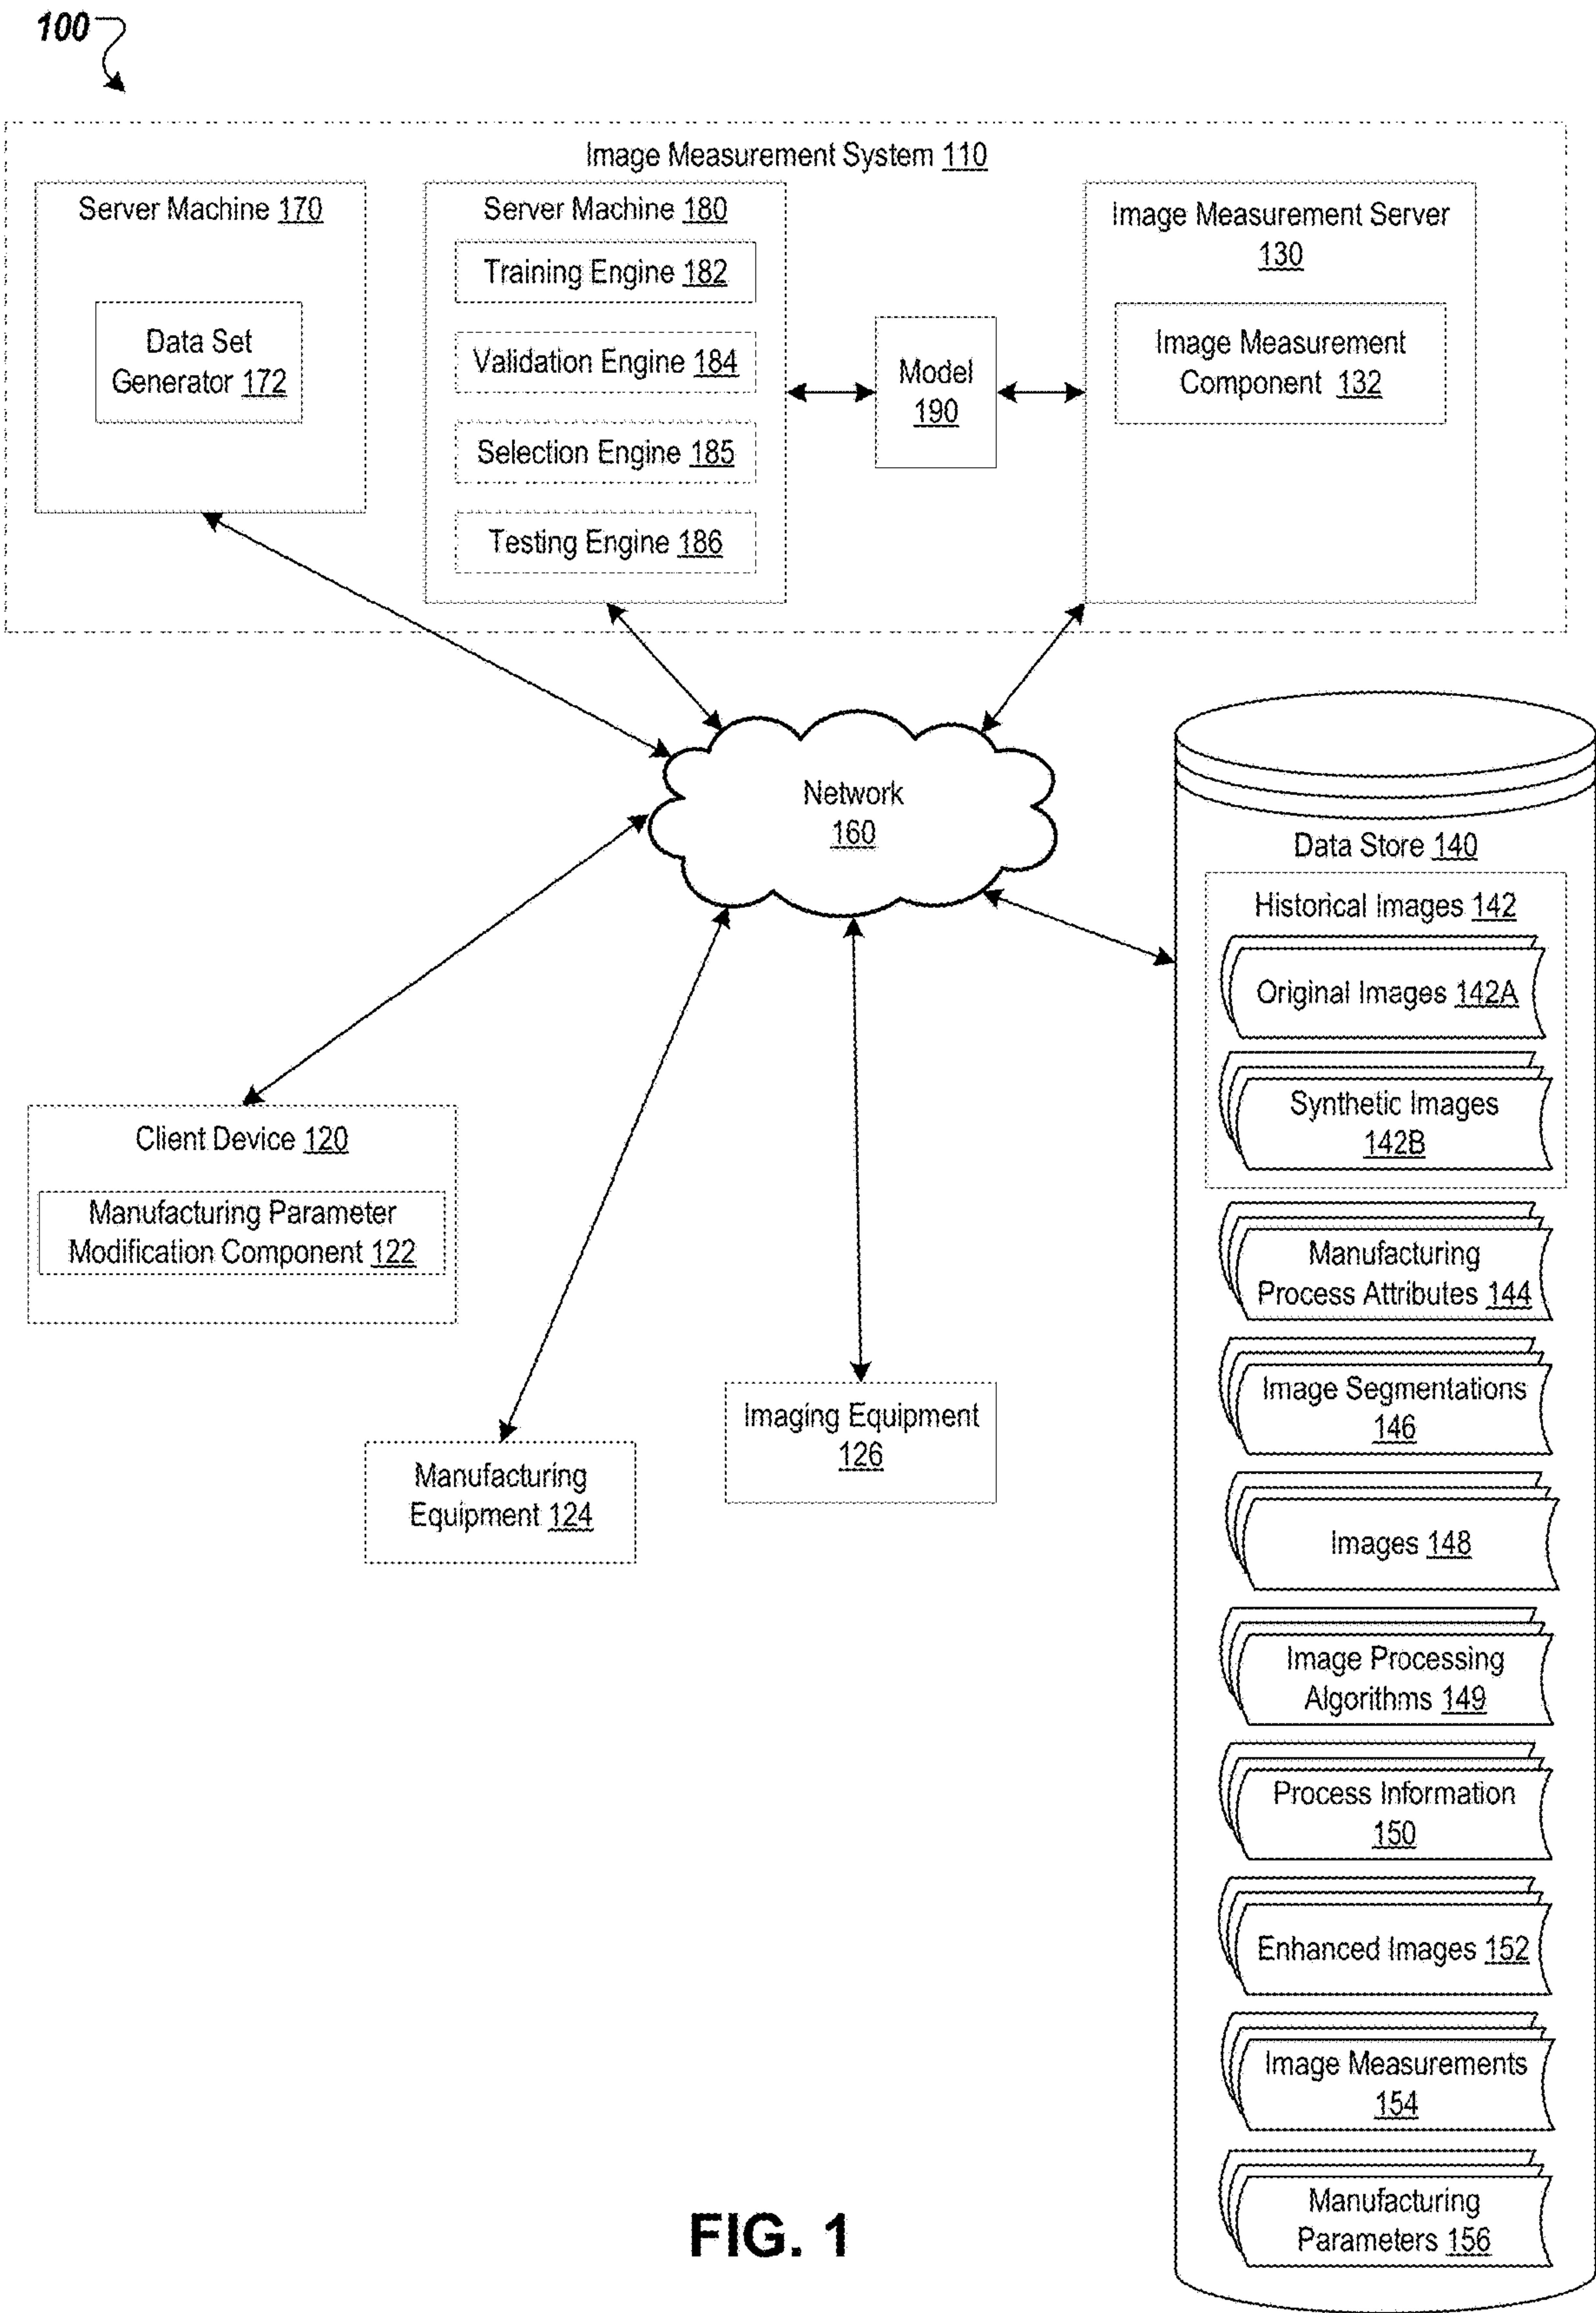 100
Image Measurement System 110
Server Machine 170
Data Set
Generator 172
Server Machine 180
Training Engine 182
Validation Engine 184
Selection Engine 185
Testing Engine 186
Model
190
Image Measurement Server
130
Image Measurement
Component 132
Network
160
Client Device 120
Manufacturing Parameter
Modification Component 122
Manufacturing
Equipment 124
Imaging Equipment
126
Data Store 140
Historical Images 142
Original Images 142A
Synthetic Images
142B
Manufacturing
Process Attributes 144
Image Segmentations
146
Images 148
Image Processing
Algorithms 149
Process Information
150
Enhanced Images 152
Image Measurements
154
Manufacturing
Parameters 156
FIG. 1